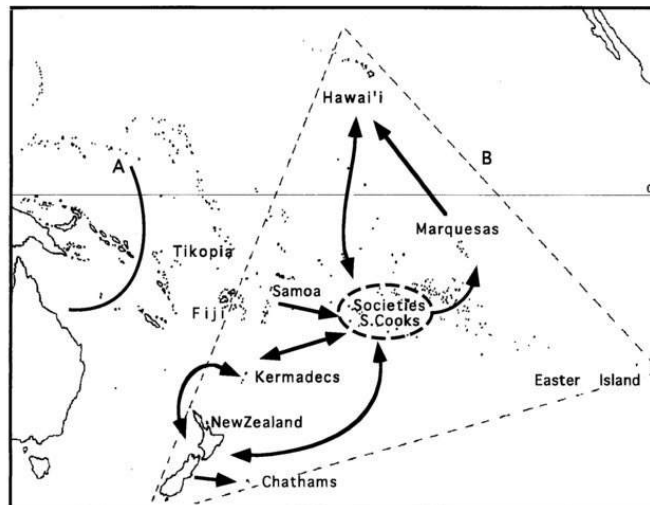 Hawai'i
A
B
Marquesas
Tikopia
Samoa
Societies
Fiji
S.Cooks
Kermadecs
Easter Island
NewZealand
Chathams